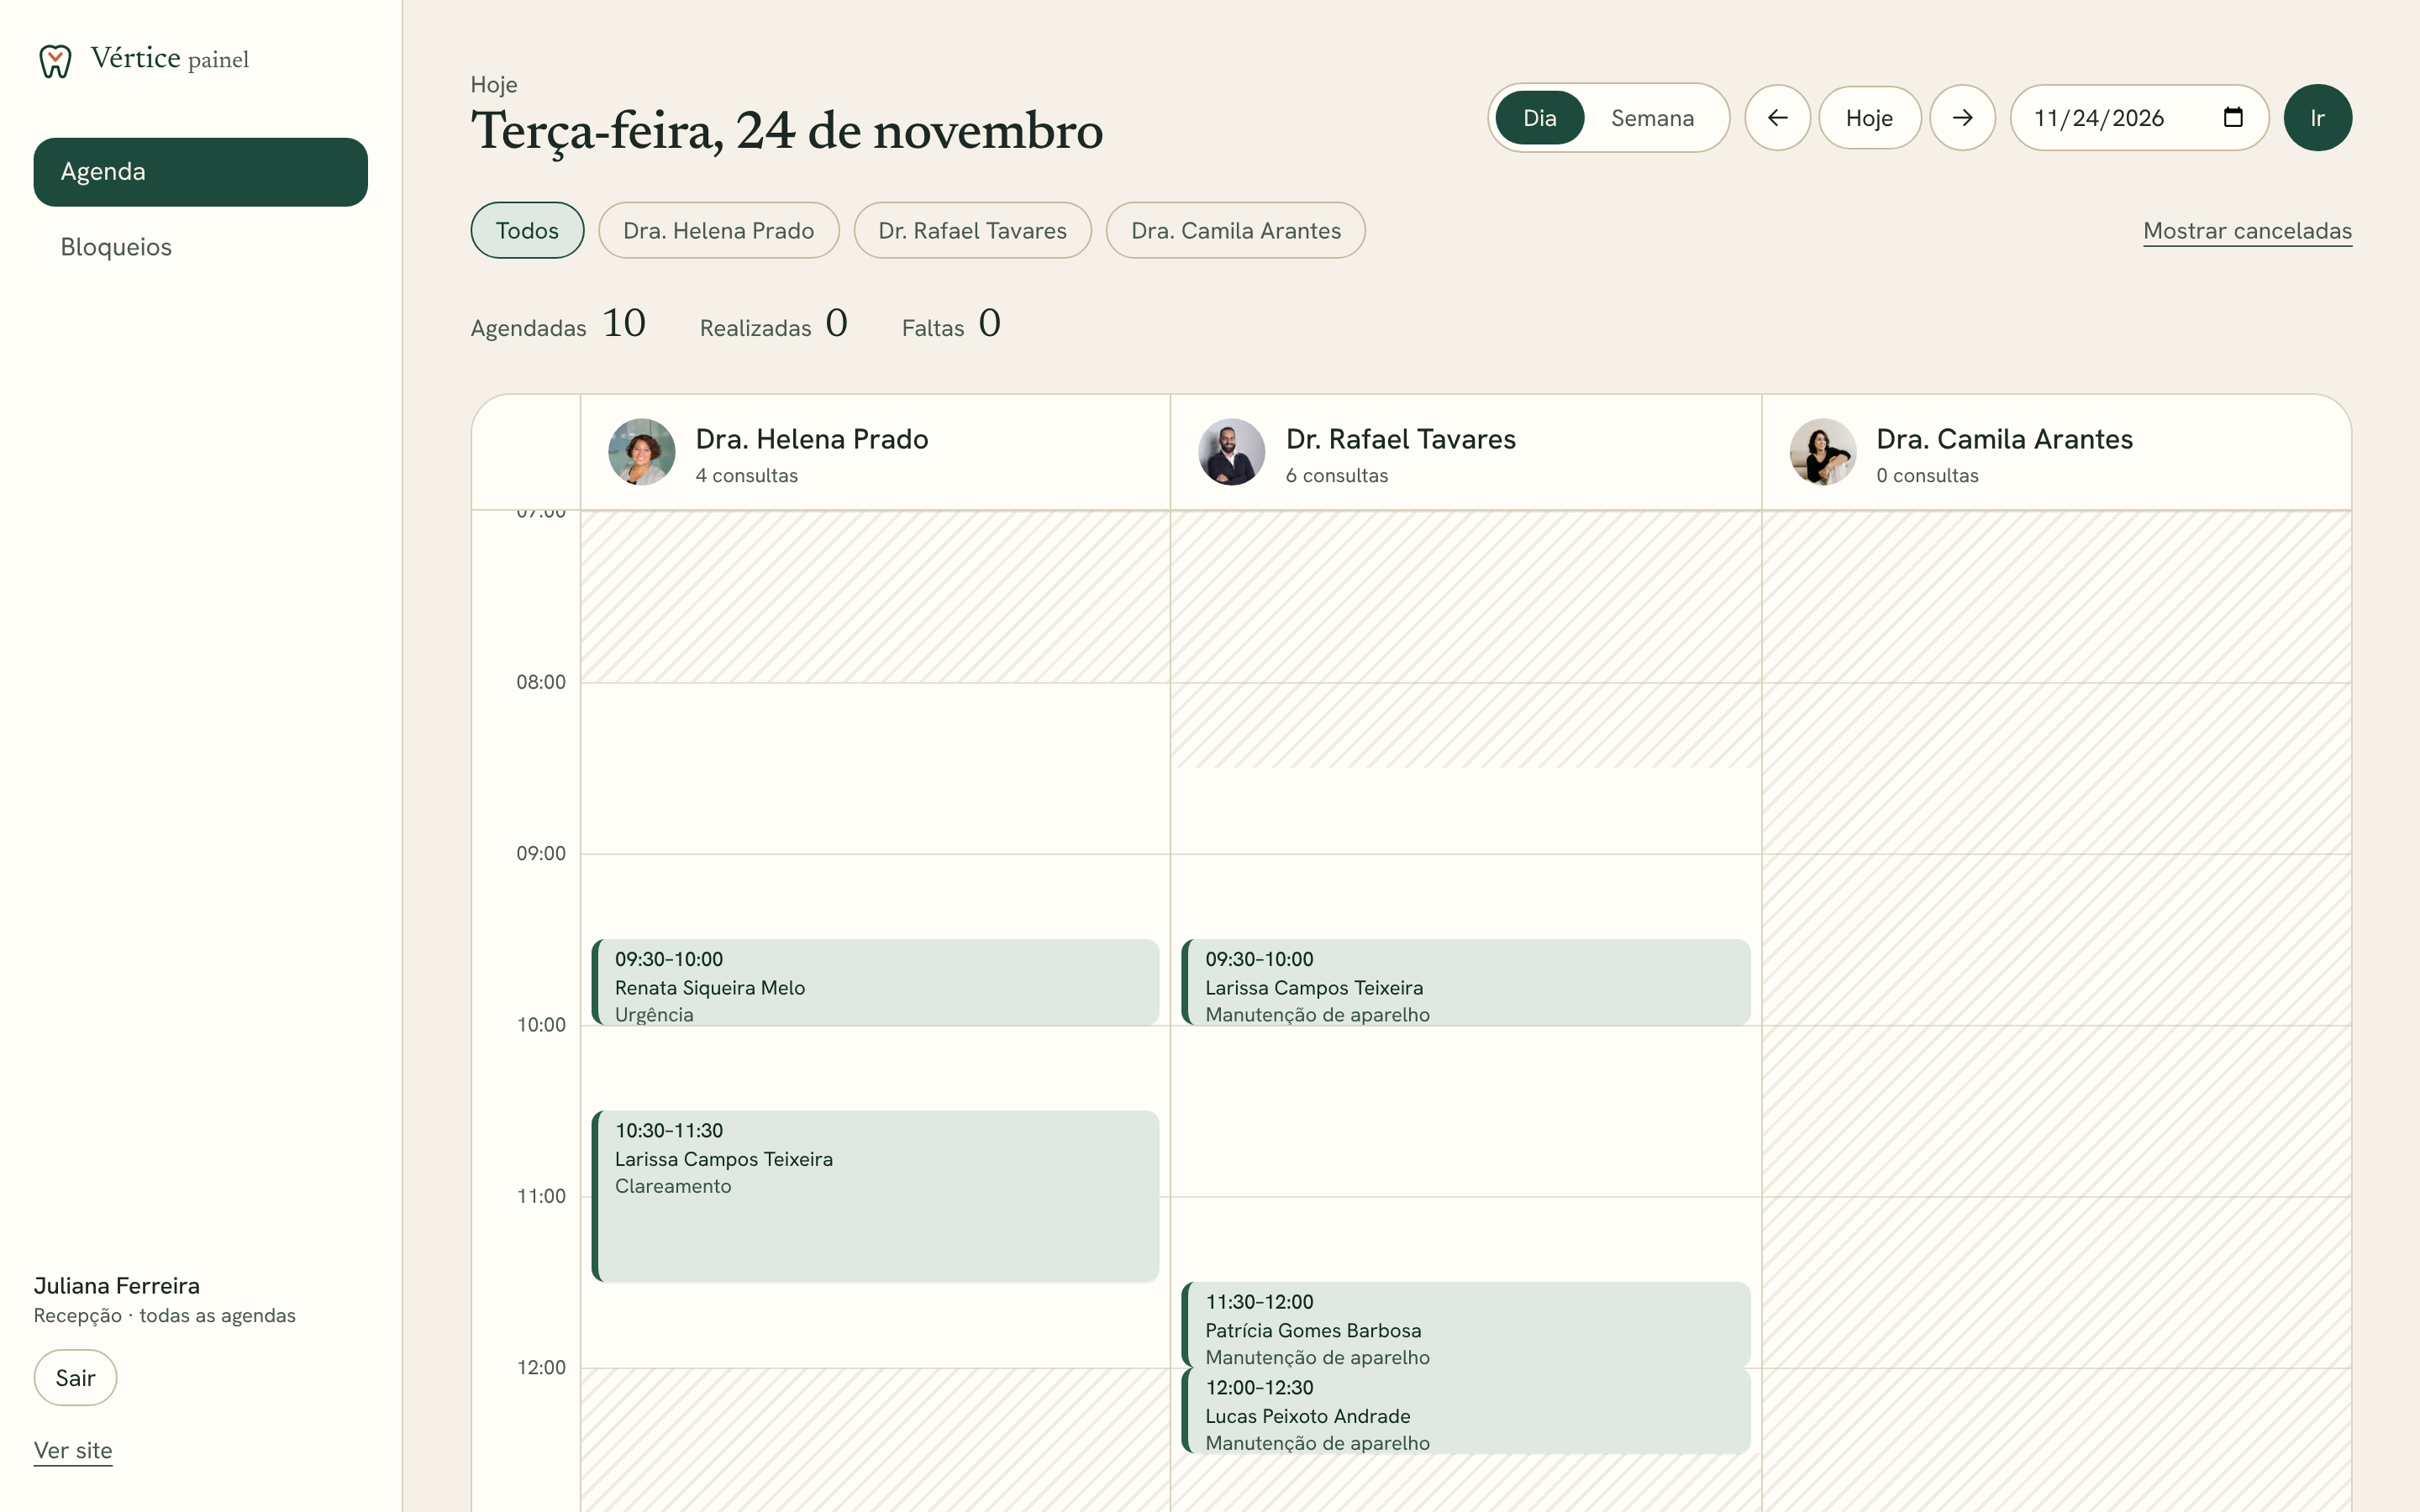 Vértice painel
Agenda
Bloqueios
Juliana Ferreira
Recepção · todas as agendas
Sair
Ver site
Hoje
Terça-feira, 24 de novembro
Dia Semana ← Hoje → 11/24/2026 Ir
Todos Dra. Helena Prado Dr. Rafael Tavares Dra. Camila Arantes Mostrar canceladas
Agendadas 10 Realizadas 0 Faltas 0
Dra. Helena Prado
4 consultas
Dr. Rafael Tavares
6 consultas
Dra. Camila Arantes
0 consultas
07:00
08:00
09:00
10:00
11:00
12:00
09:30–10:00
Renata Siqueira Melo
Urgência
10:30–11:30
Larissa Campos Teixeira
Clareamento
09:30–10:00
Larissa Campos Teixeira
Manutenção de aparelho
11:30–12:00
Patrícia Gomes Barbosa
Manutenção de aparelho
12:00–12:30
Lucas Peixoto Andrade
Manutenção de aparelho